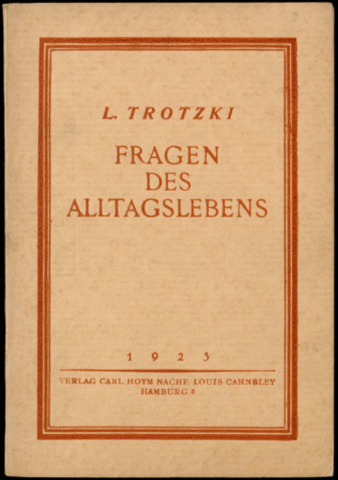 L. TROTZKI
FRAGEN
DES
ALLTAGSLEBENS
1923
VERLAG CARL HOYM NACHF. LOUIS CAHNBLEY
HAMBURG 8